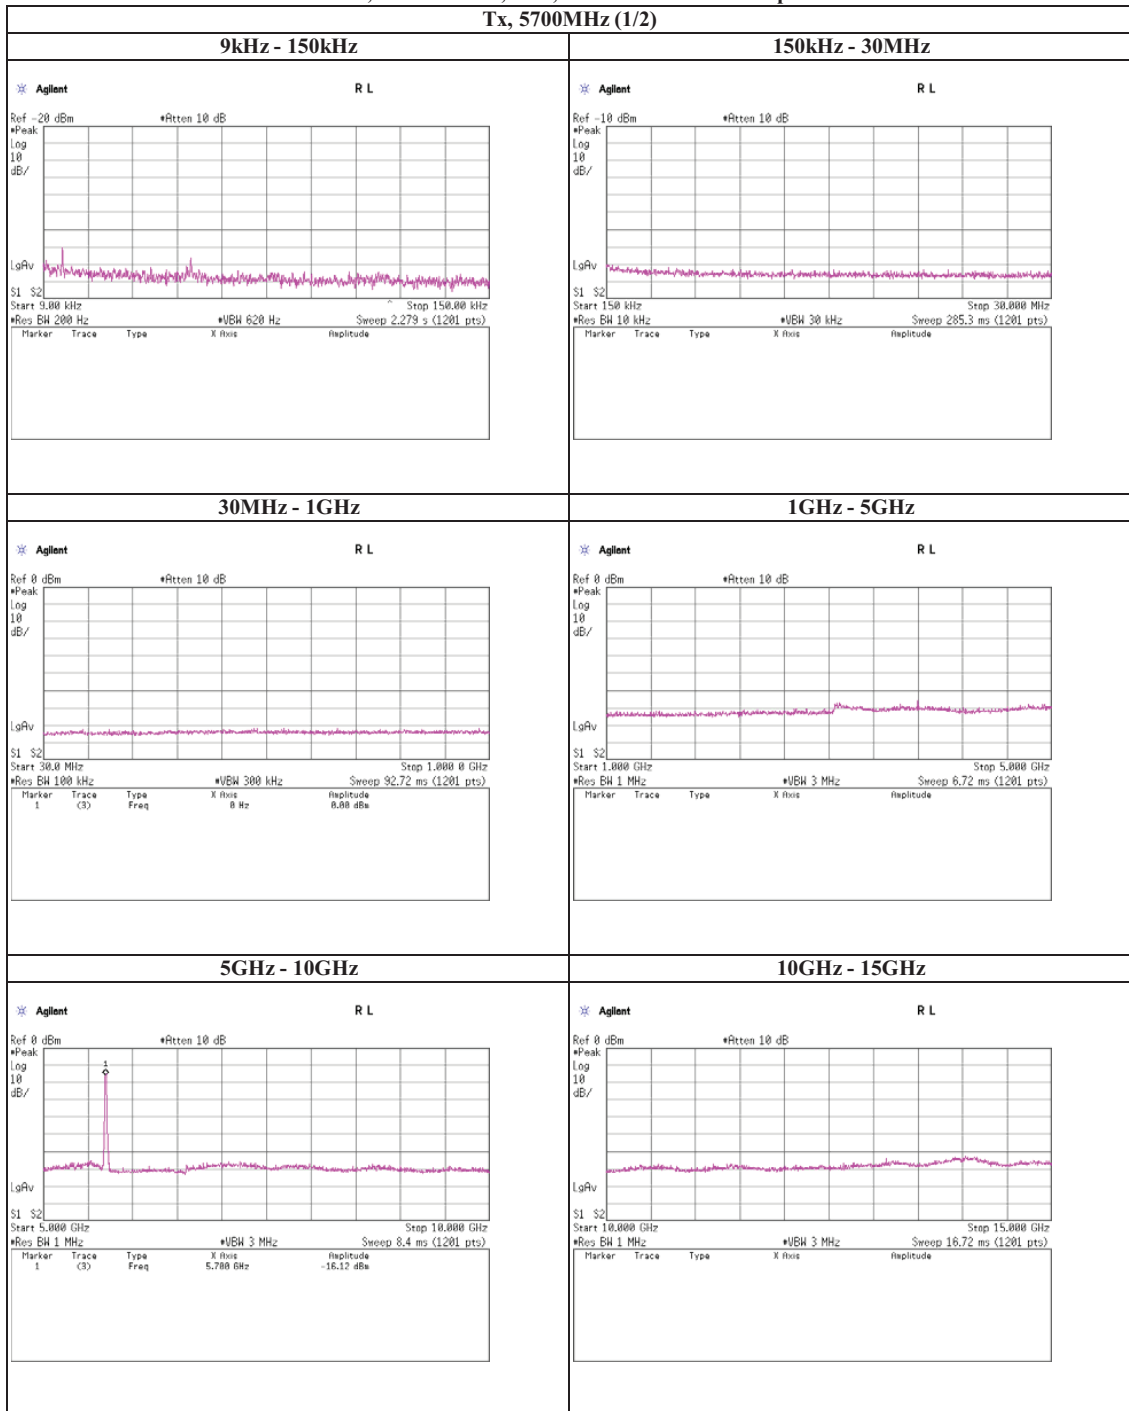 Tx, 5700MHz (1/2)
9kHz - 150kHz
150kHz - 30MHz
Agilent R L
Ref -20 dBm #Atten 10 dB
#Peak
Log
10
dB/
LgAv
S1 S2
Start 9.00 kHz ^ Stop 150.00 kHz
#Res BW 200 Hz #VBW 620 Hz Sweep 2.279 s (1201 pts)
Marker Trace Type X Axis Amplitude
Agilent R L
Ref -10 dBm #Atten 10 dB
#Peak
Log
10
dB/
LgAv
S1 S2
Start 150 kHz Stop 30.000 MHz
#Res BW 10 kHz #VBW 30 kHz Sweep 285.3 ms (1201 pts)
Marker Trace Type X Axis Amplitude
30MHz - 1GHz
1GHz - 5GHz
Agilent R L
Ref 0 dBm #Atten 10 dB
#Peak
Log
10
dB/
LgAv
S1 S2
Start 30.0 MHz Stop 1.000 0 GHz
#Res BW 100 kHz #VBW 300 kHz Sweep 92.72 ms (1201 pts)
Marker Trace Type X Axis Amplitude
1 (3) Freq 0 Hz 0.00 dBm
Agilent R L
Ref 0 dBm #Atten 10 dB
#Peak
Log
10
dB/
LgAv
S1 S2
Start 1.000 GHz Stop 5.000 GHz
#Res BW 1 MHz #VBW 3 MHz Sweep 6.72 ms (1201 pts)
Marker Trace Type X Axis Amplitude
5GHz - 10GHz
10GHz - 15GHz
Agilent R L
Ref 0 dBm #Atten 10 dB
#Peak
Log
10
dB/
1
LgAv
S1 S2
Start 5.000 GHz Stop 10.000 GHz
#Res BW 1 MHz #VBW 3 MHz Sweep 8.4 ms (1201 pts)
Marker Trace Type X Axis Amplitude
1 (3) Freq 5.700 GHz -16.12 dBm
Agilent R L
Ref 0 dBm #Atten 10 dB
#Peak
Log
10
dB/
LgAv
S1 S2
Start 10.000 GHz Stop 15.000 GHz
#Res BW 1 MHz #VBW 3 MHz Sweep 16.72 ms (1201 pts)
Marker Trace Type X Axis Amplitude